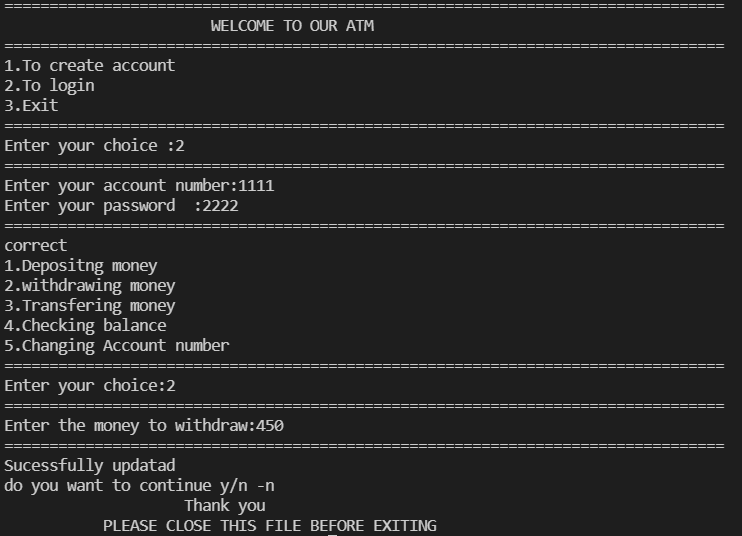 ================================================================================
WELCOME TO OUR ATM
================================================================================
1.To create account
2.To login
3.Exit
================================================================================
Enter your choice :2
================================================================================
Enter your account number:1111
Enter your password  :2222
================================================================================
correct
1.Depositng money
2.withdrawing money
3.Transfering money
4.Checking balance
5.Changing Account number
================================================================================
Enter your choice:2
================================================================================
Enter the money to withdraw:450
================================================================================
Sucessfully updatad
do you want to continue y/n -n
Thank you
PLEASE CLOSE THIS FILE BEFORE EXITING